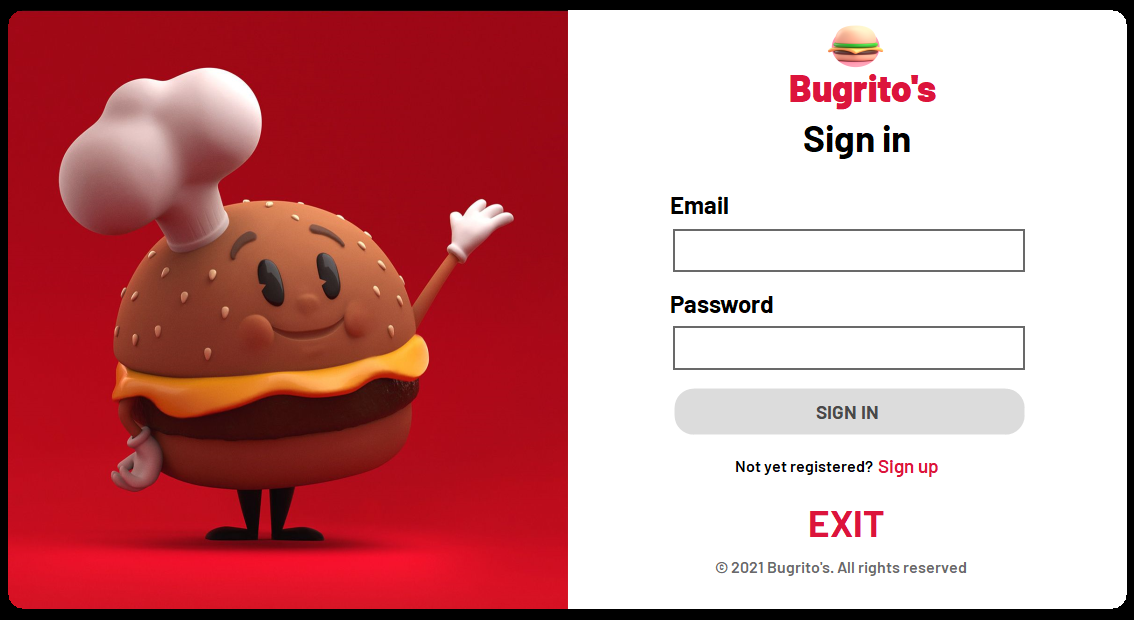 Bugrito's
Sign in
Email
Password
SIGN IN
Not yet registered? Sign up
EXIT
© 2021 Bugrito's. All rights reserved